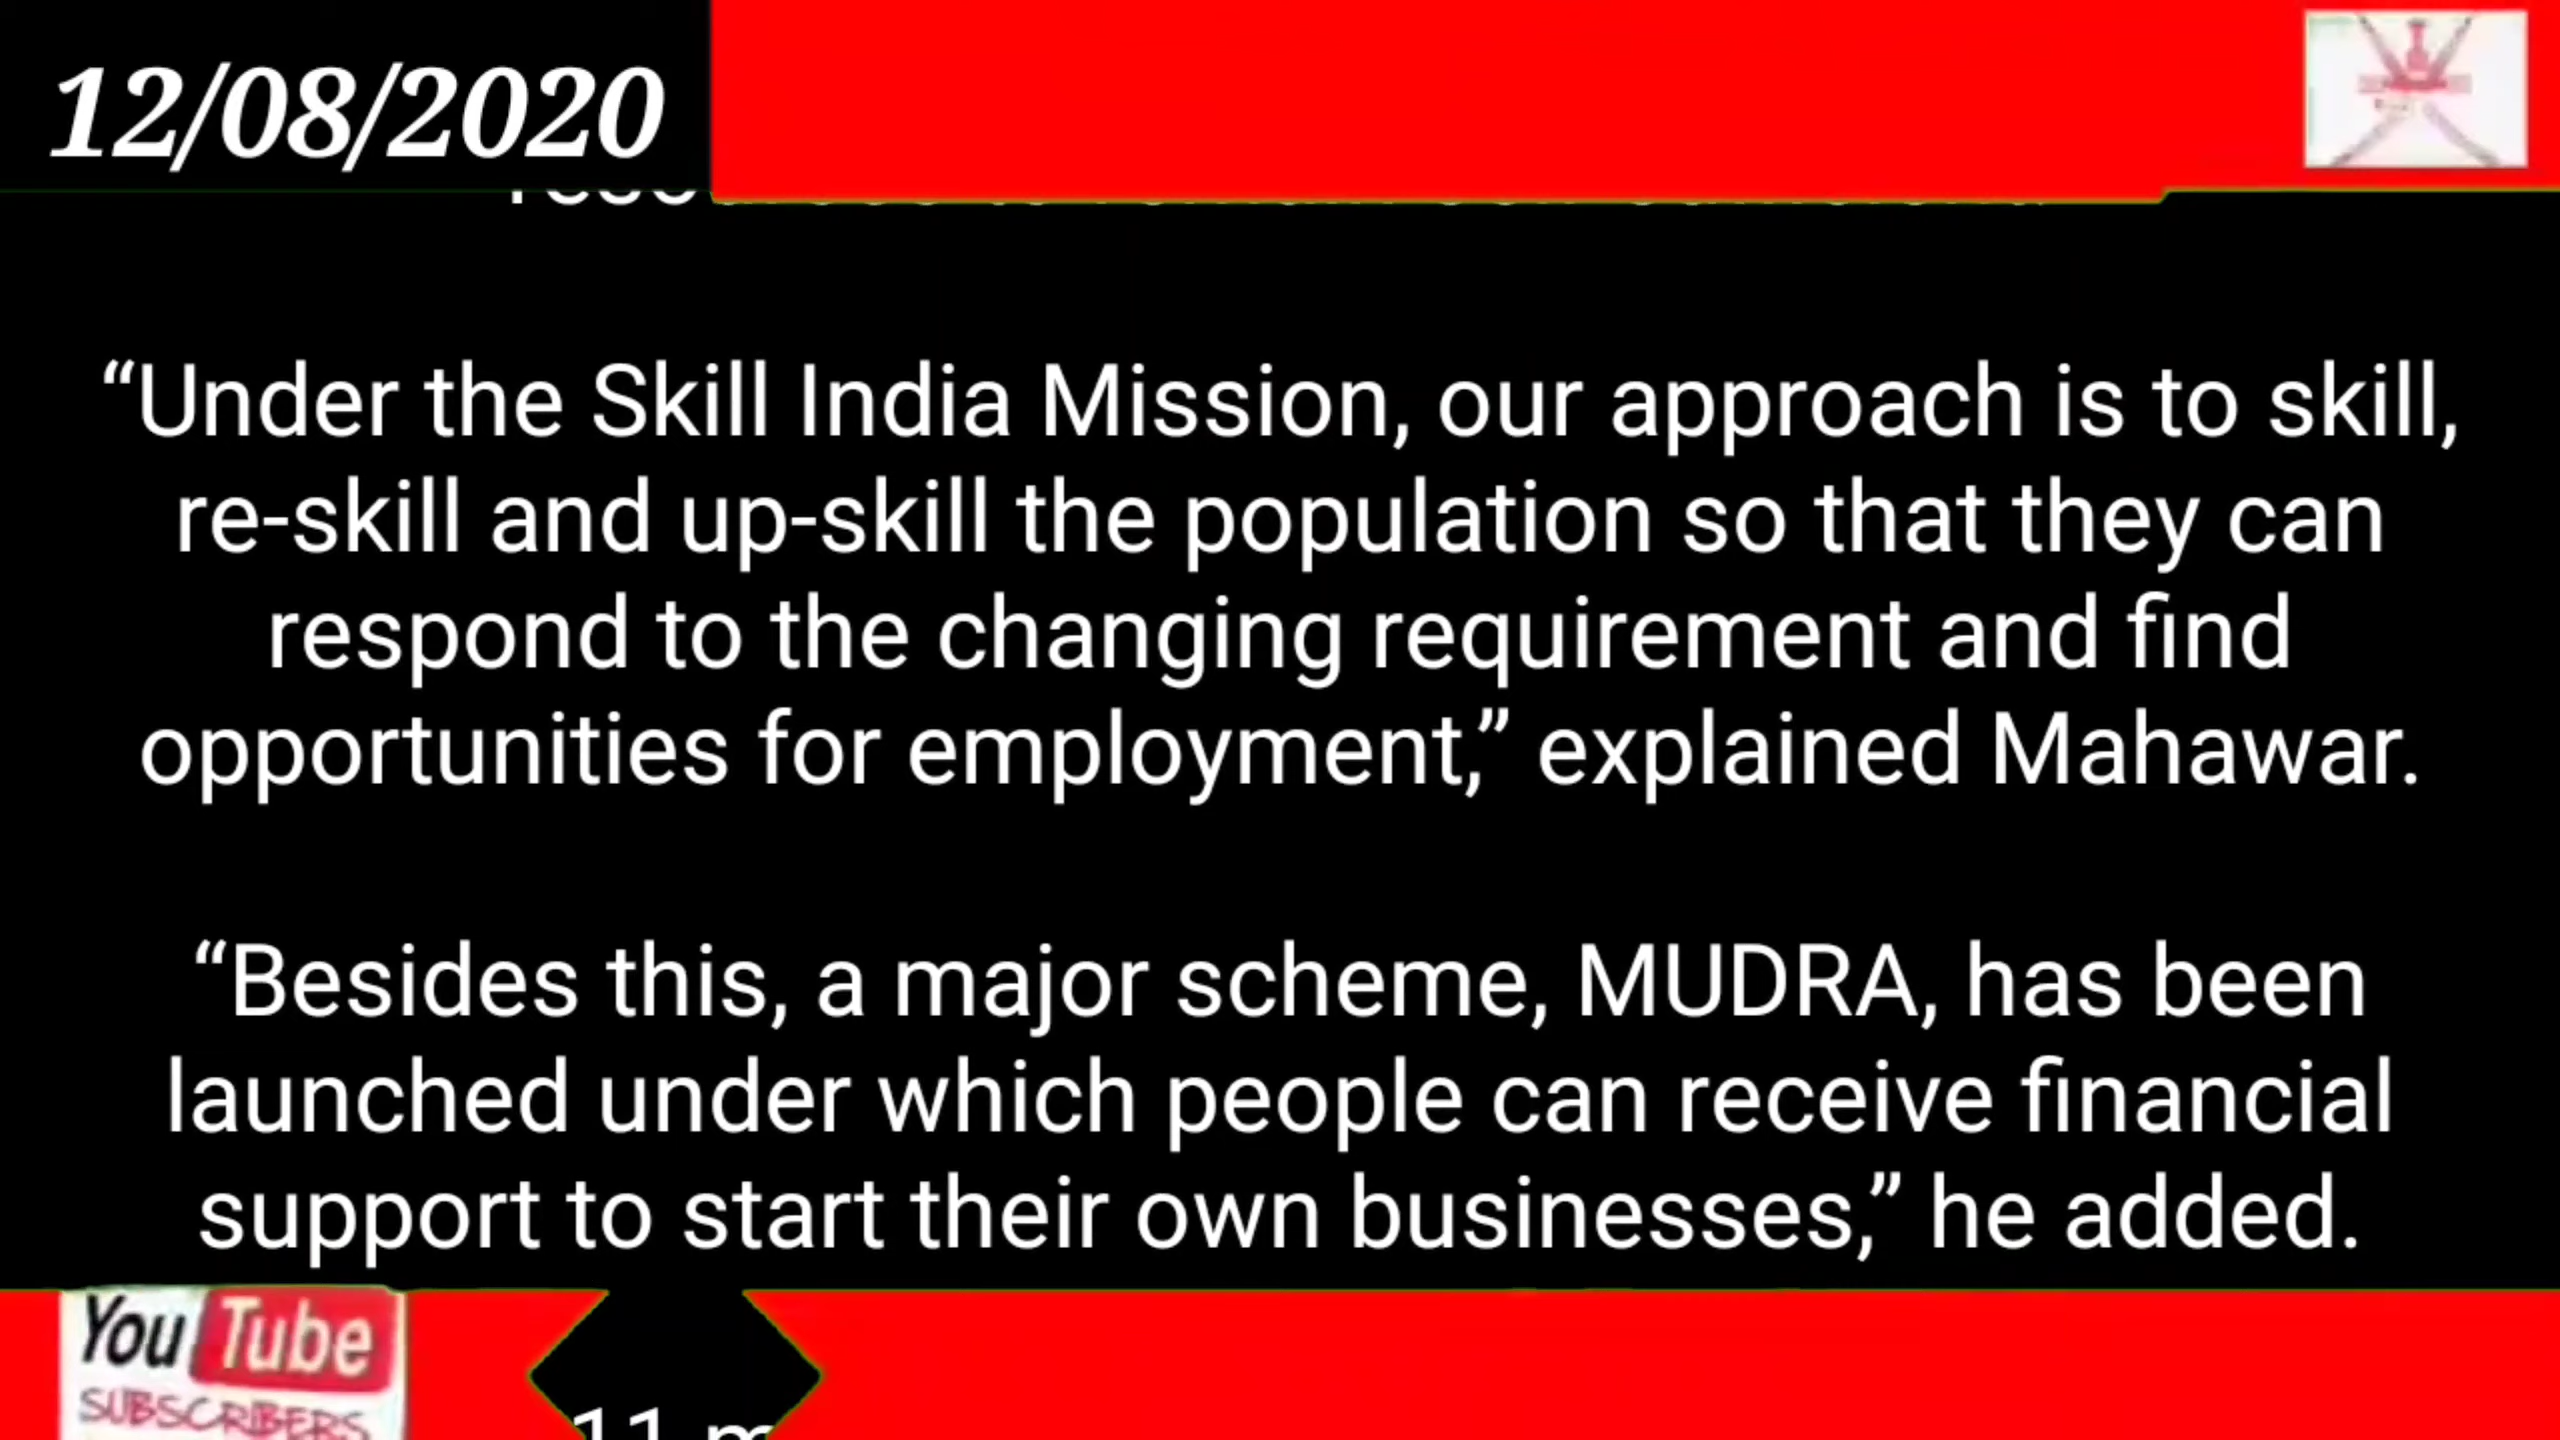 12/08/2020
“Under the Skill India Mission, our approach is to skill,
re-skill and up-skill the population so that they can
respond to the changing requirement and find
opportunities for employment,” explained Mahawar.
“Besides this, a major scheme, MUDRA, has been
launched under which people can receive financial
support to start their own businesses,” he added.
You Tube
SUBSCRIBERS
11